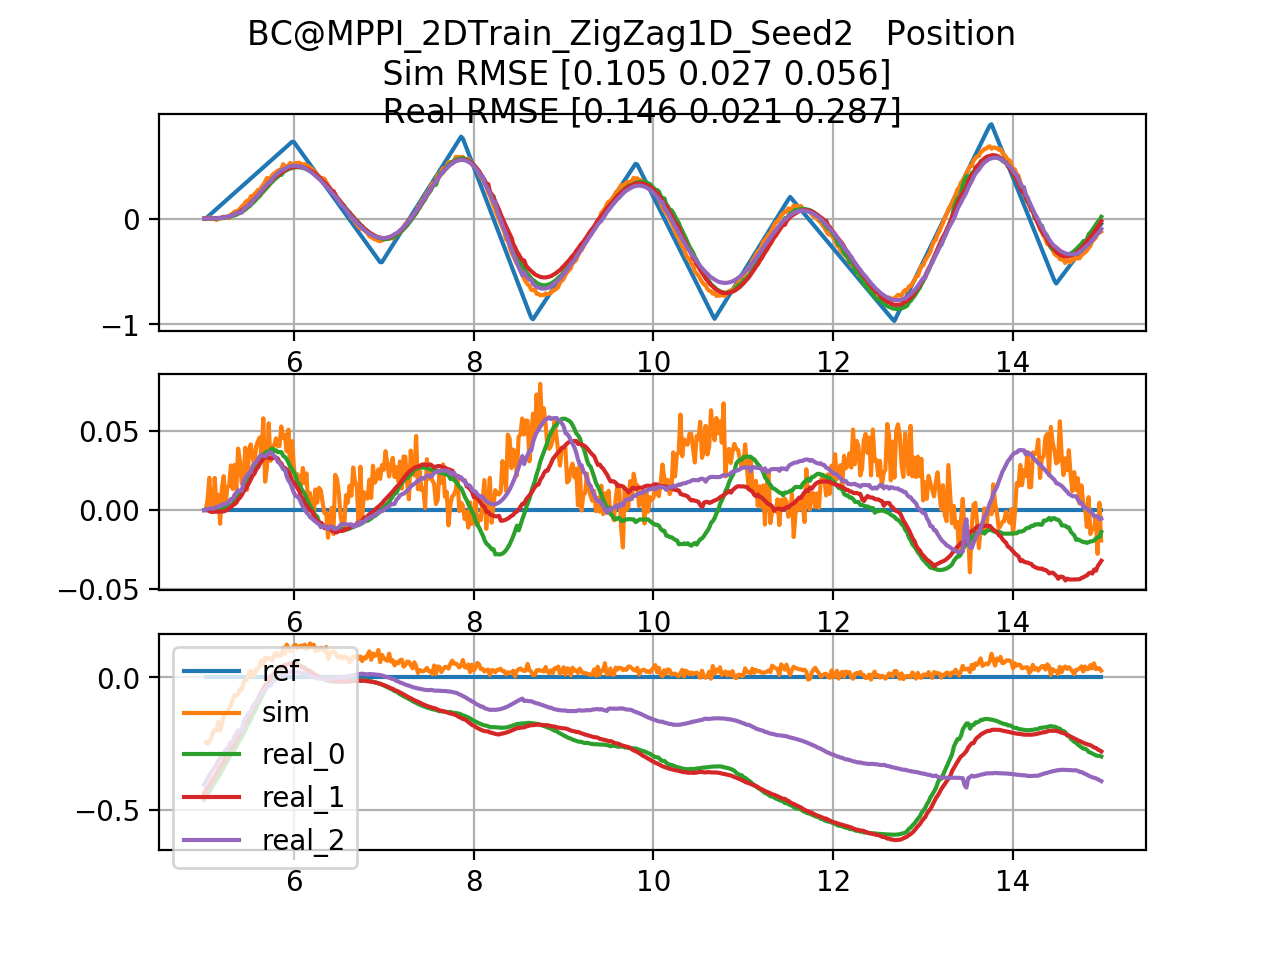 BC@MPPI_2DTrain_ZigZag1D_Seed2 Position
Sim RMSE [0.105 0.027 0.056]
Real RMSE [0.146 0.021 0.287]
0
−1
6 8 10 12 14
0.05
0.00
−0.05
6 8 10 12 14
0.0
−0.5
ref
sim
real_0
real_1
real_2
6 8 10 12 14